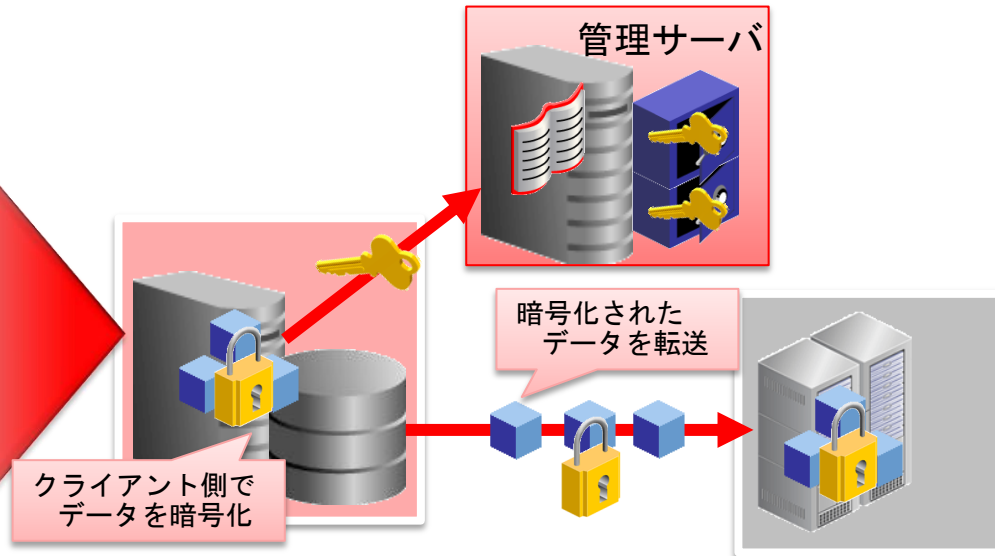 管理サーバ
暗号化された
データを転送
クライアント側で
データを暗号化